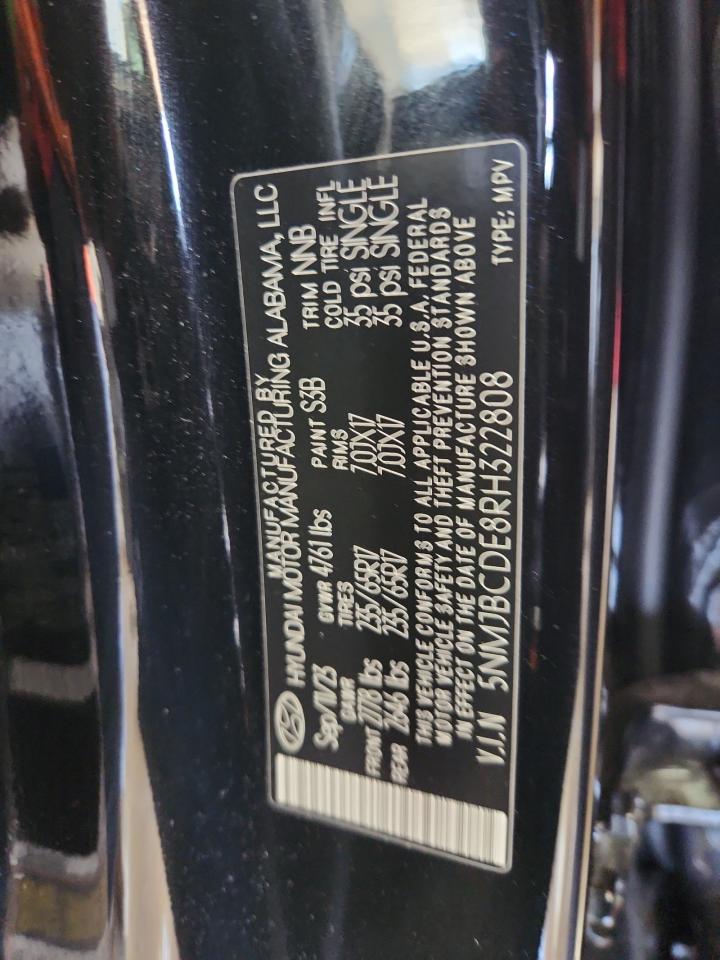 MANUFACTURED BY
HYUNDAI MOTOR MANUFACTURING ALABAMA, LLC
Sep/11/23 GVWR 4761 lbs PAINT S3B TRIM NNB
GAWR TIRES RIMS COLD TIRE INFL
FRONT 2778 lbs 235/65R17 7.0JX17 35 psi SINGLE
REAR 2646 lbs 235/65R17 7.0JX17 35 psi SINGLE
THIS VEHICLE CONFORMS TO ALL APPLICABLE U.S.A. FEDERAL
MOTOR VEHICLE SAFETY AND THEFT PREVENTION STANDARDS
IN EFFECT ON THE DATE OF MANUFACTURE SHOWN ABOVE
V.I.N 5NMJBCDE8RH322808 TYPE: MPV